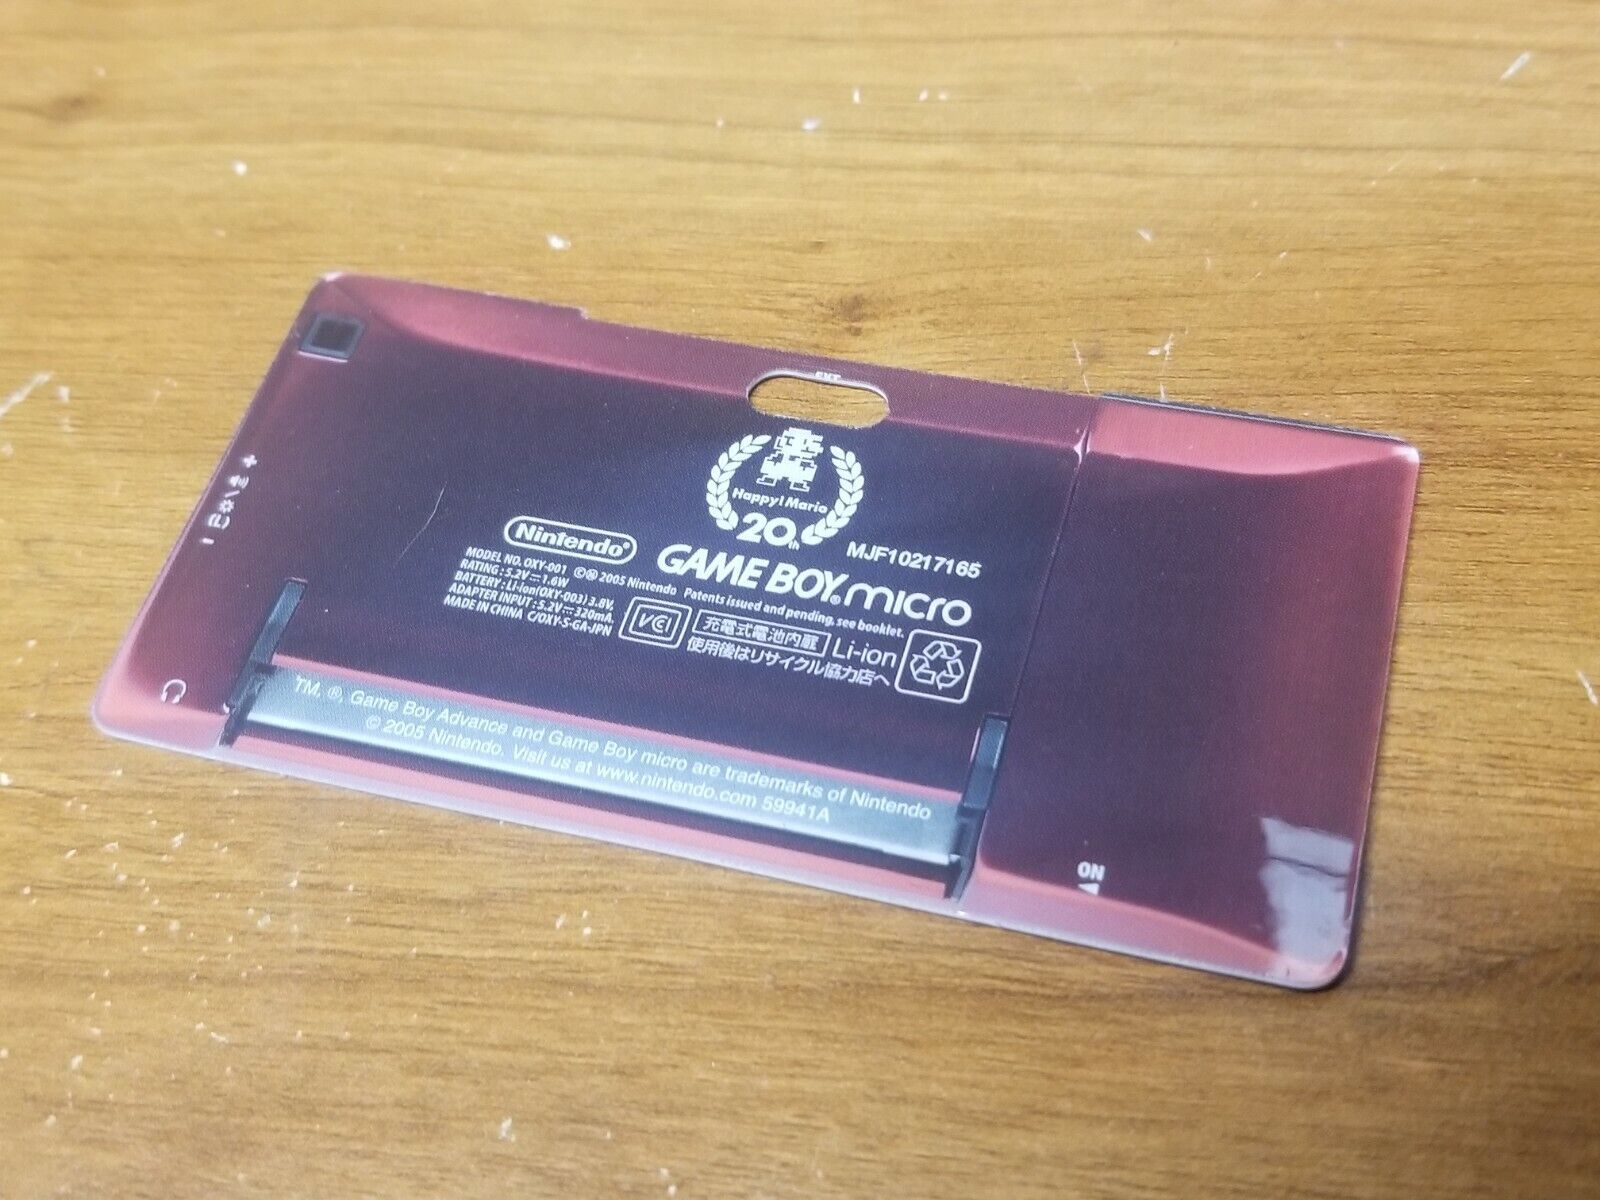 EXT.
Happy! Mario
20th
Nintendo®
MJF10217165
GAME BOY® micro
MODEL NO. OXY-001
©Ⓜ 2005 Nintendo Patents issued and pending, see booklet.
RATING : 5.2V⎓1.6W
BATTERY : Li-ion(OXY-003) 3.8V.
ADAPTER INPUT : 5.2V⎓320mA.
MADE IN CHINA C/OXY-S-GA-JPN
VCI
充電式電池内蔵
使用後はリサイクル協力店へ
Li-ion
TM, ®, Game Boy Advance and Game Boy micro are trademarks of Nintendo
© 2005 Nintendo. Visit us at www.nintendo.com 59941A
ON